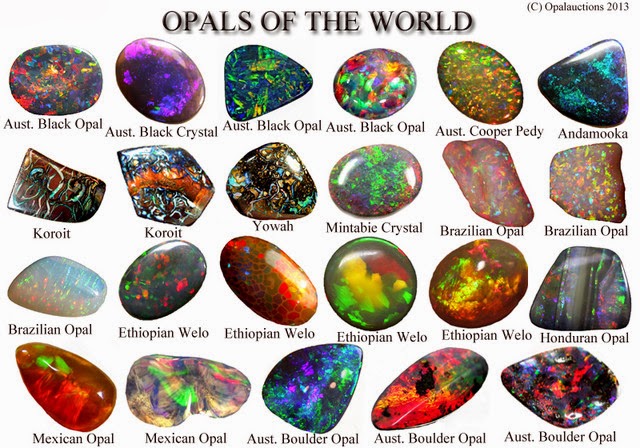 (C) Opalauctions 2013
OPALS OF THE WORLD
Aust. Black Opal
Aust. Black Crystal
Aust. Black Opal
Aust. Black Opal
Aust. Cooper Pedy
Andamooka
Koroit
Koroit
Yowah
Mintabie Crystal
Brazilian Opal
Brazilian Opal
Brazilian Opal
Ethiopian Welo
Ethiopian Welo
Ethiopian Welo
Ethiopian Welo
Honduran Opal
Mexican Opal
Mexican Opal
Aust. Boulder Opal
Aust. Boulder Opal
Aust. Boulder Opal